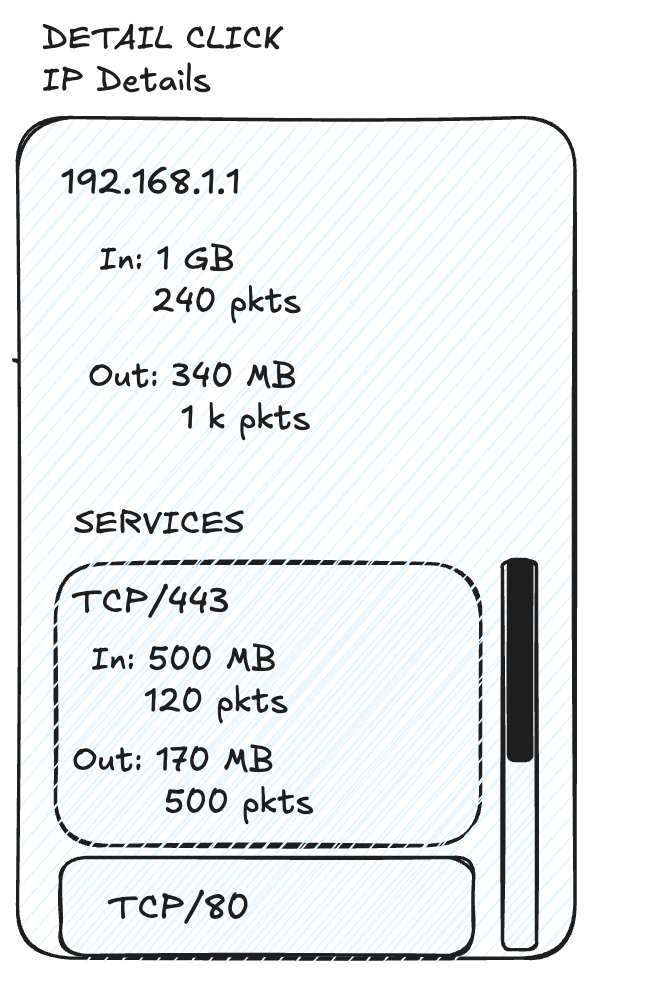 DETAIL CLICK
IP Details
192.168.1.1
In: 1 GB
240 pkts
Out: 340 MB
1 k pkts
SERVICES
TCP/443
In: 500 MB
120 pkts
Out: 170 MB
500 pkts
TCP/80